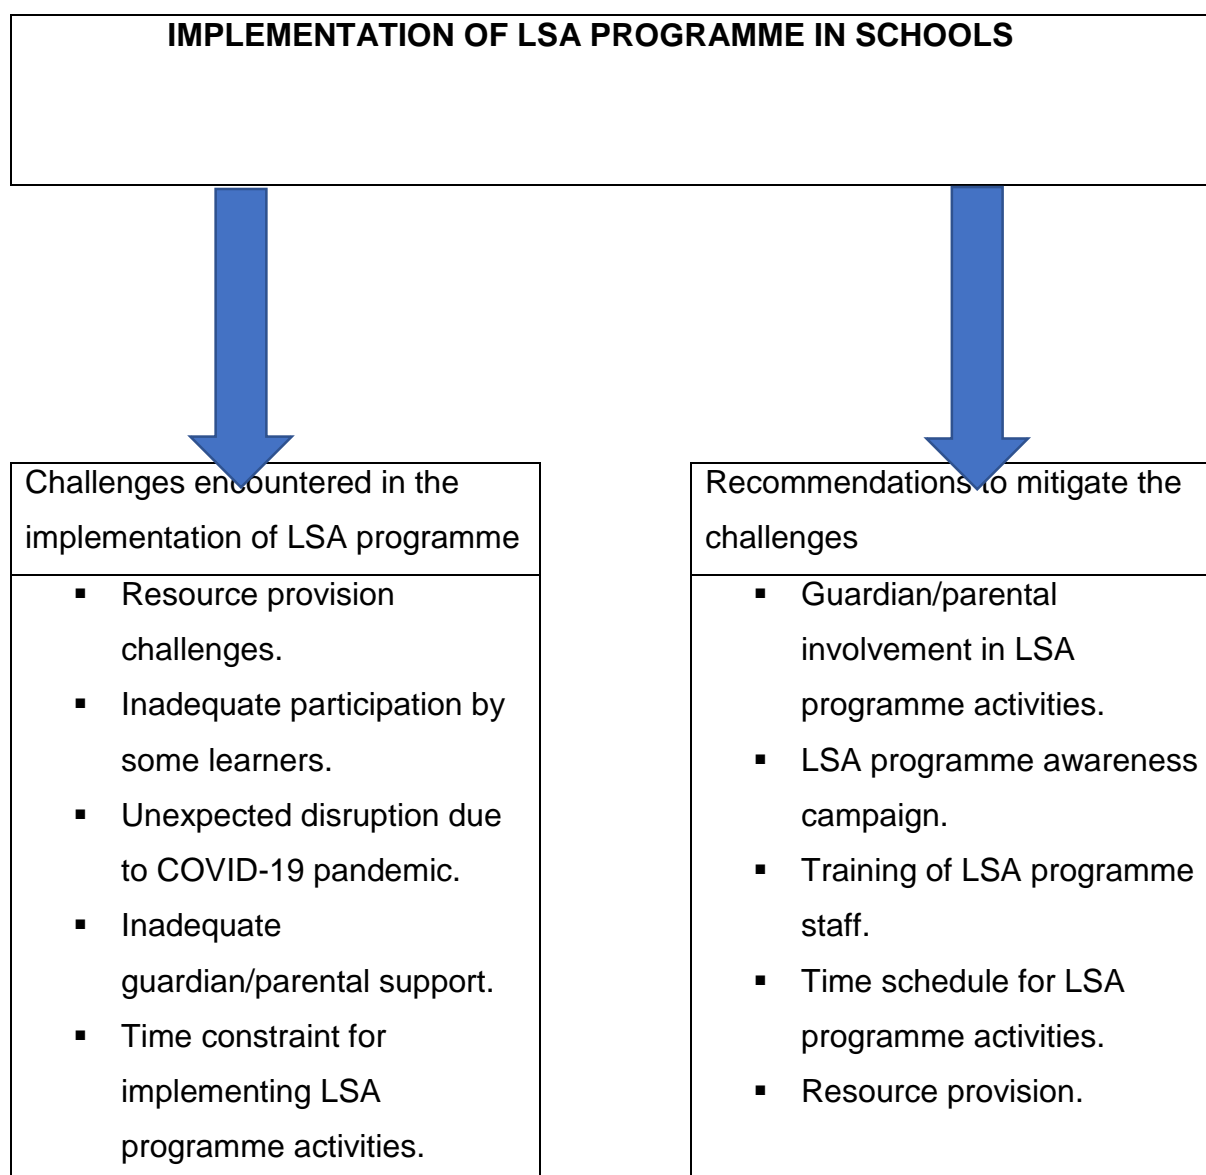 IMPLEMENTATION OF LSA PROGRAMME IN SCHOOLS
Challenges encountered in the
implementation of LSA programme
▪ Resource provision
challenges.
▪ Inadequate participation by
some learners.
▪ Unexpected disruption due
to COVID-19 pandemic.
▪ Inadequate
guardian/parental support.
▪ Time constraint for
implementing LSA
programme activities.
Recommendations to mitigate the
challenges
▪ Guardian/parental
involvement in LSA
programme activities.
▪ LSA programme awareness
campaign.
▪ Training of LSA programme
staff.
▪ Time schedule for LSA
programme activities.
▪ Resource provision.